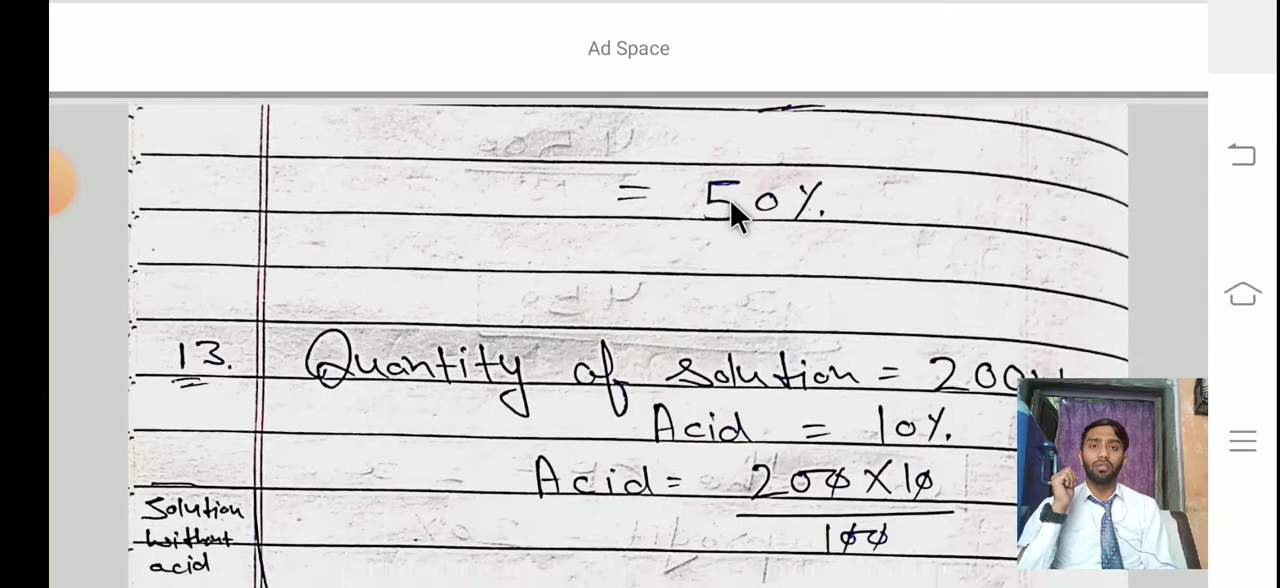 Ad Space
= 50%.
13. Quantity of solution = 200
Acid = 10%.
Acid = 200 X 10
100
Solution
without
acid